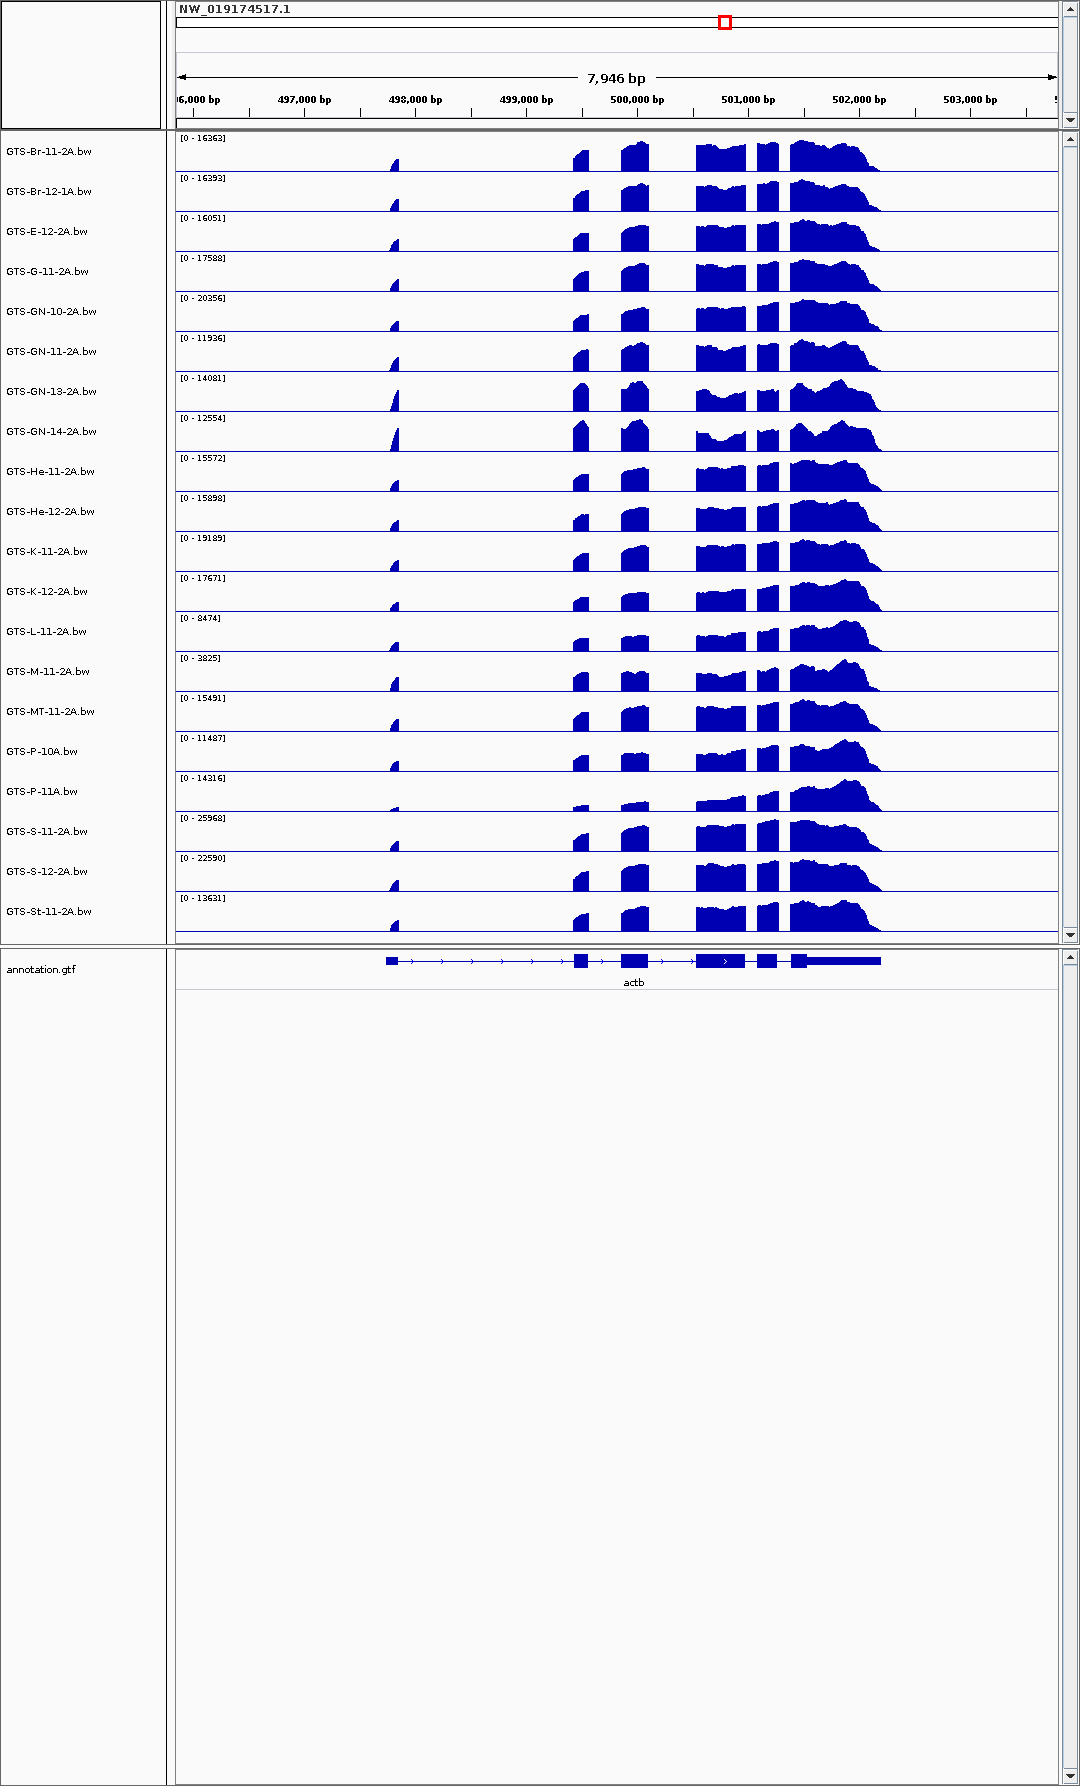 NW_019174517.1
7,946 bp
6,000 bp 497,000 bp 498,000 bp 499,000 bp 500,000 bp 501,000 bp 502,000 bp 503,000 bp
GTS-Br-11-2A.bw [0 - 16363]
GTS-Br-12-1A.bw [0 - 16393]
GTS-E-12-2A.bw [0 - 16051]
GTS-G-11-2A.bw [0 - 17588]
GTS-GN-10-2A.bw [0 - 20356]
GTS-GN-11-2A.bw [0 - 11936]
GTS-GN-13-2A.bw [0 - 14081]
GTS-GN-14-2A.bw [0 - 12554]
GTS-He-11-2A.bw [0 - 15572]
GTS-He-12-2A.bw [0 - 15898]
GTS-K-11-2A.bw [0 - 19189]
GTS-K-12-2A.bw [0 - 17671]
GTS-L-11-2A.bw [0 - 8474]
GTS-M-11-2A.bw [0 - 3825]
GTS-MT-11-2A.bw [0 - 15491]
GTS-P-10A.bw [0 - 11487]
GTS-P-11A.bw [0 - 14316]
GTS-S-11-2A.bw [0 - 25968]
GTS-S-12-2A.bw [0 - 22590]
GTS-St-11-2A.bw [0 - 13631]
annotation.gtf
actb